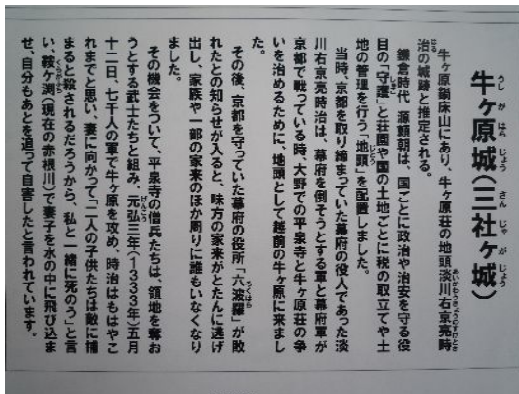 牛ヶ原城(三社ヶ城)
牛ヶ原鍋床山にあり、牛ヶ原荘の地頭淡川右京亮時
治の城跡と推定される。
鎌倉時代 源頼朝は、国ごとに政治や治安を守る役
目の「守護」と荘園や国の土地ごとに税の取立てや土
地の管理を行う「地頭」を配置しました。
当時、京都を取り締まっていた幕府の役人であった淡
川右京亮時治は、幕府を倒そうとする軍と幕府軍が
京都で戦っている時、大野での平泉寺と牛ヶ原荘の争
いを治めるために、地頭として越前の牛ヶ原に来まし
た。
その後、京都を守っていた幕府の役所「六波羅」が敗
れたとの知らせが入ると、味方の家来がとたんに逃げ
出し、家族や一部の家来のほか周りに誰もいなくなり
ました。
その機会をついて、平泉寺の僧兵たちは、領地を奪お
うとする武士たちと組み、元弘三年(1333年)五月
十二日、七千人の軍で牛ヶ原を攻め、時治はもはやこ
れまでと思い、妻に向かって「二人の子供たちは敵に捕
まると殺されるだろうから、私と一緒に死のう」と言
い、鞍ヶ渕(現在の赤根川)で妻子を水の中に飛び込ま
せ、自分もあとを追って自害したと言われています。